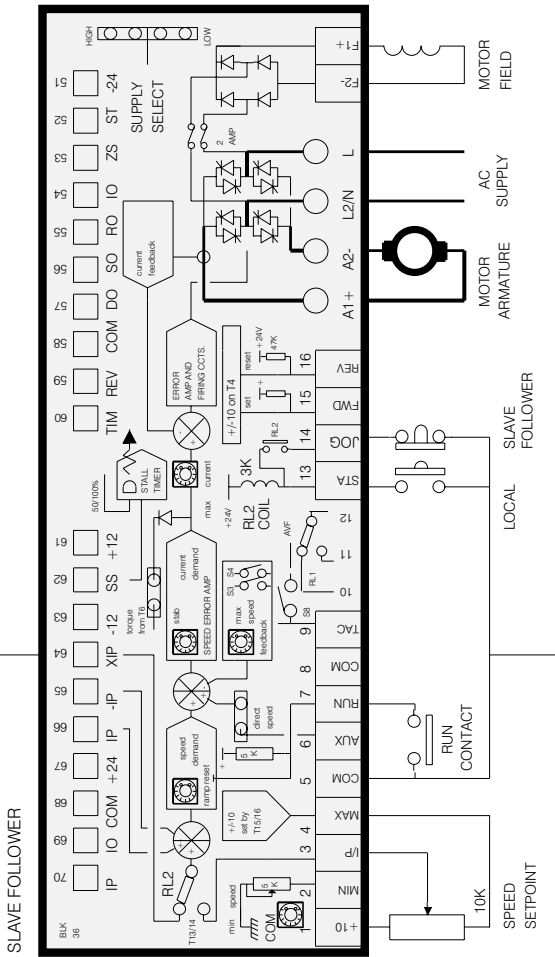 SLAVE FOLLOWER
BLK
36
70
69
68
67
66
65
64
63
62
61
60
59
58
57
56
55
54
53
52
51
IP
IO
COM
+24
IP
-IP
XIP
-12
SS
+12
TIM
REV
COM
DO
SO
RO
IO
ZS
ST
-24
HIGH
LOW
SUPPLY
SELECT
torque
from T6
50/100%
STALL
TIMER
current
feedback
2
AMP
RL2
T13/14
speed
demand
ramp reset
stab
current
demand
SPEED ERROR AMP
max
speed
feedback
S3
S4
max
current
ERROR
AMP AND
FIRING CCTS.
direct
speed
5
K
+
+/-10
set by
T15/16
min
speed
5
K
COM
+24V
3K
RL2
COIL
RL2
+/-10 on T4
set
+
reset
+24V
47K
S8
AVF
RL1
1
2
3
4
5
6
7
8
9
10
11
12
13
14
15
16
+10
MIN
I/P
MAX
COM
AUX
RUN
COM
TAC
STA
JOG
FWD
REV
A1+
A2-
L2/N
L
F2-
F1+
10K
SPEED
SETPOINT
RUN
CONTACT
LOCAL
SLAVE
FOLLOWER
MOTOR
ARMATURE
AC
SUPPLY
MOTOR
FIELD